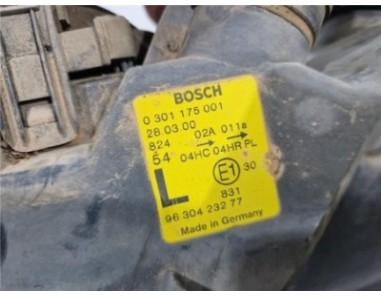 BOSCH
0 301 175 001
28.03.00
824 02A 011a
54 04HC 04HR PL
L E1 30
831
96 304 232 77
Made in Germany